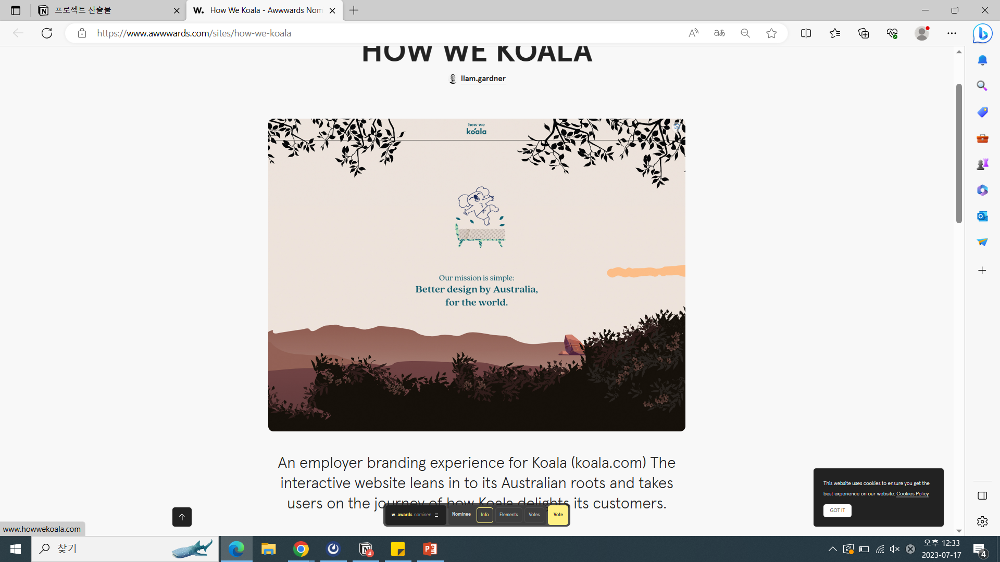 프로젝트 산출물
W. How We Koala - Awwwards Nom
https://www.awwwards.com/sites/how-we-koala
HOW WE KOALA
liam.gardner
how we
koala
Our mission is simple:
Better design by Australia,
for the world.
An employer branding experience for Koala (koala.com) The
interactive website leans in to its Australian roots and takes
users on the journey of how Koala delights its customers.
This website uses cookies to ensure you get the
best experience on our website. Cookies Policy
GOT IT
w. awards.nominee
Nominee
Info
Elements
Votes
Vote
www.howwekoala.com
찾기
4
오후 12:33
2023-07-17
4